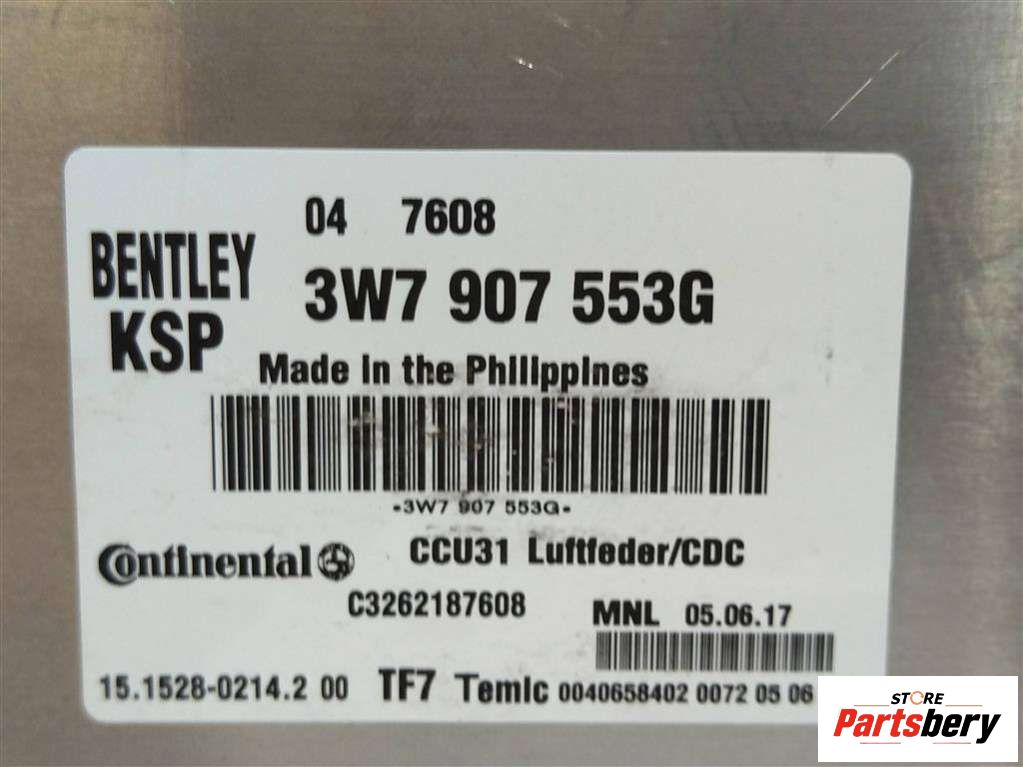 04 7608
BENTLEY
KSP
3W7 907 553G
Made in the Philippines
-3W7 907 553G-
Continental
CCU31 Luftfeder/CDC
C3262187608
MNL 05.06.17
15.1528-0214.2 00 TF7 Temic 0040658402 0072 05 06
STORE
Partsbery